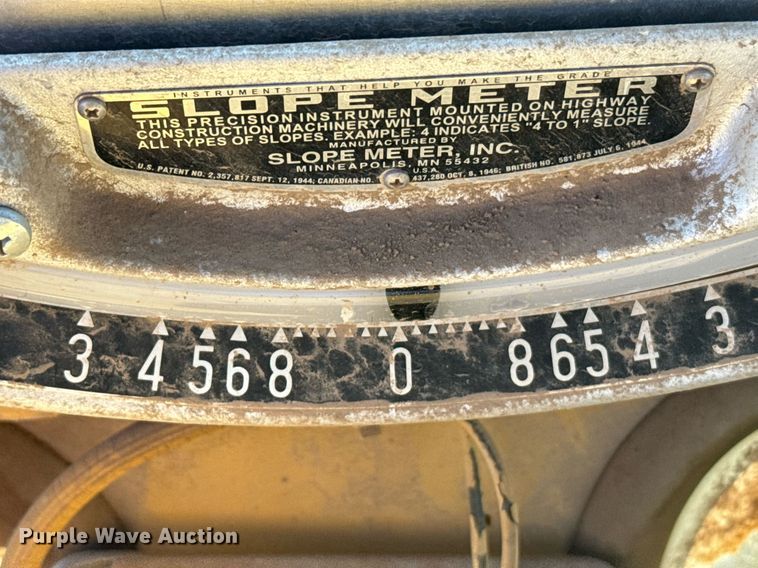 INSTRUMENTS THAT HELP YOU MAKE THE GRADE
SLOPE METER
THIS PRECISION INSTRUMENT MOUNTED ON HIGHWAY
CONSTRUCTION MACHINERY WILL CONVENIENTLY MEASURE
ALL TYPES OF SLOPES. EXAMPLE: 4 INDICATES "4 TO 1" SLOPE.
MANUFACTURED BY
SLOPE METER, INC.
MINNEAPOLIS, MN 55432
U.S.A.
U.S. PATENT NO. 2,357,817 SEPT. 12, 1944; CANADIAN NO. 437,280 OCT. 8, 1946; BRITISH NO. 581,873 JULY 6, 1944
3 4 5 6 8 0 8 6 5 4 3
Purple Wave Auction